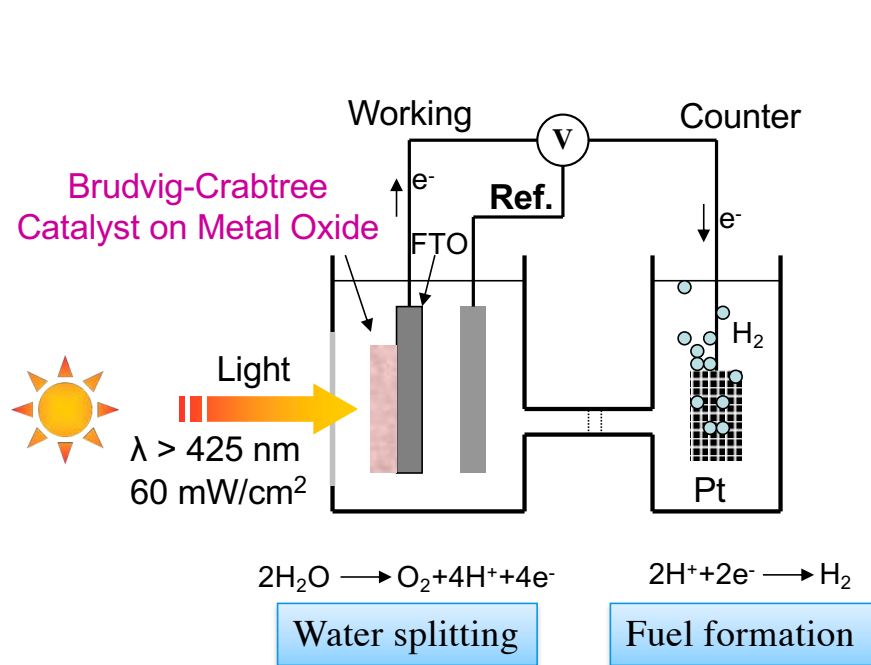 Working
Counter
V
e⁻
Ref.
Brudvig-Crabtree
Catalyst on Metal Oxide
FTO
e⁻
H₂
Light
λ > 425 nm
60 mW/cm²
Pt
2H₂O ⟶ O₂+4H⁺+4e⁻
2H⁺+2e⁻ ⟶ H₂
Water splitting
Fuel formation